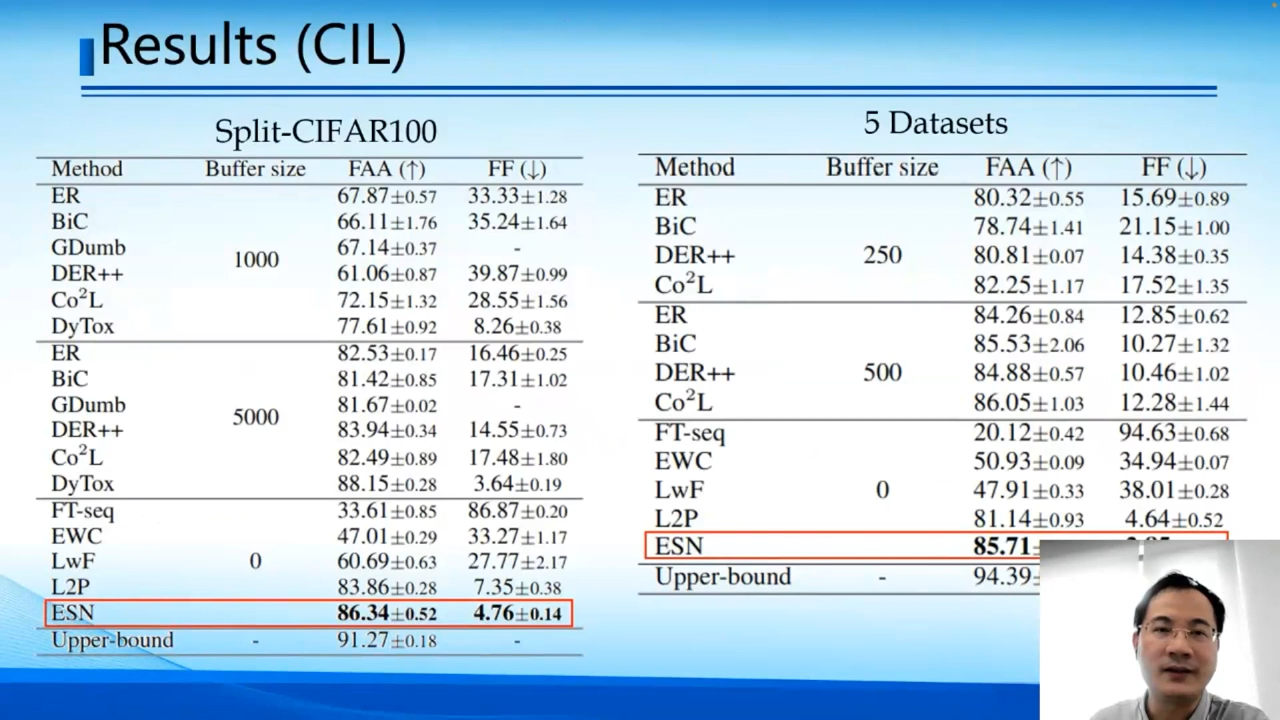 Results (CIL)
Split-CIFAR100
Method Buffer size FAA (↑) FF (↓)
ER 67.87±0.57 33.33±1.28
BiC 66.11±1.76 35.24±1.64
GDumb 67.14±0.37 -
1000
DER++ 61.06±0.87 39.87±0.99
Co²L 72.15±1.32 28.55±1.56
DyTox 77.61±0.92 8.26±0.38
ER 82.53±0.17 16.46±0.25
BiC 81.42±0.85 17.31±1.02
GDumb 81.67±0.02 -
5000
DER++ 83.94±0.34 14.55±0.73
Co²L 82.49±0.89 17.48±1.80
DyTox 88.15±0.28 3.64±0.19
FT-seq 33.61±0.85 86.87±0.20
EWC 47.01±0.29 33.27±1.17
LwF 0 60.69±0.63 27.77±2.17
L2P 83.86±0.28 7.35±0.38
ESN 86.34±0.52 4.76±0.14
Upper-bound - 91.27±0.18 -
5 Datasets
Method Buffer size FAA (↑) FF (↓)
ER 80.32±0.55 15.69±0.89
BiC 78.74±1.41 21.15±1.00
DER++ 250 80.81±0.07 14.38±0.35
Co²L 82.25±1.17 17.52±1.35
ER 84.26±0.84 12.85±0.62
BiC 85.53±2.06 10.27±1.32
DER++ 500 84.88±0.57 10.46±1.02
Co²L 86.05±1.03 12.28±1.44
FT-seq 20.12±0.42 94.63±0.68
EWC 50.93±0.09 34.94±0.07
LwF 0 47.91±0.33 38.01±0.28
L2P 81.14±0.93 4.64±0.52
ESN 85.71±
Upper-bound - 94.39±